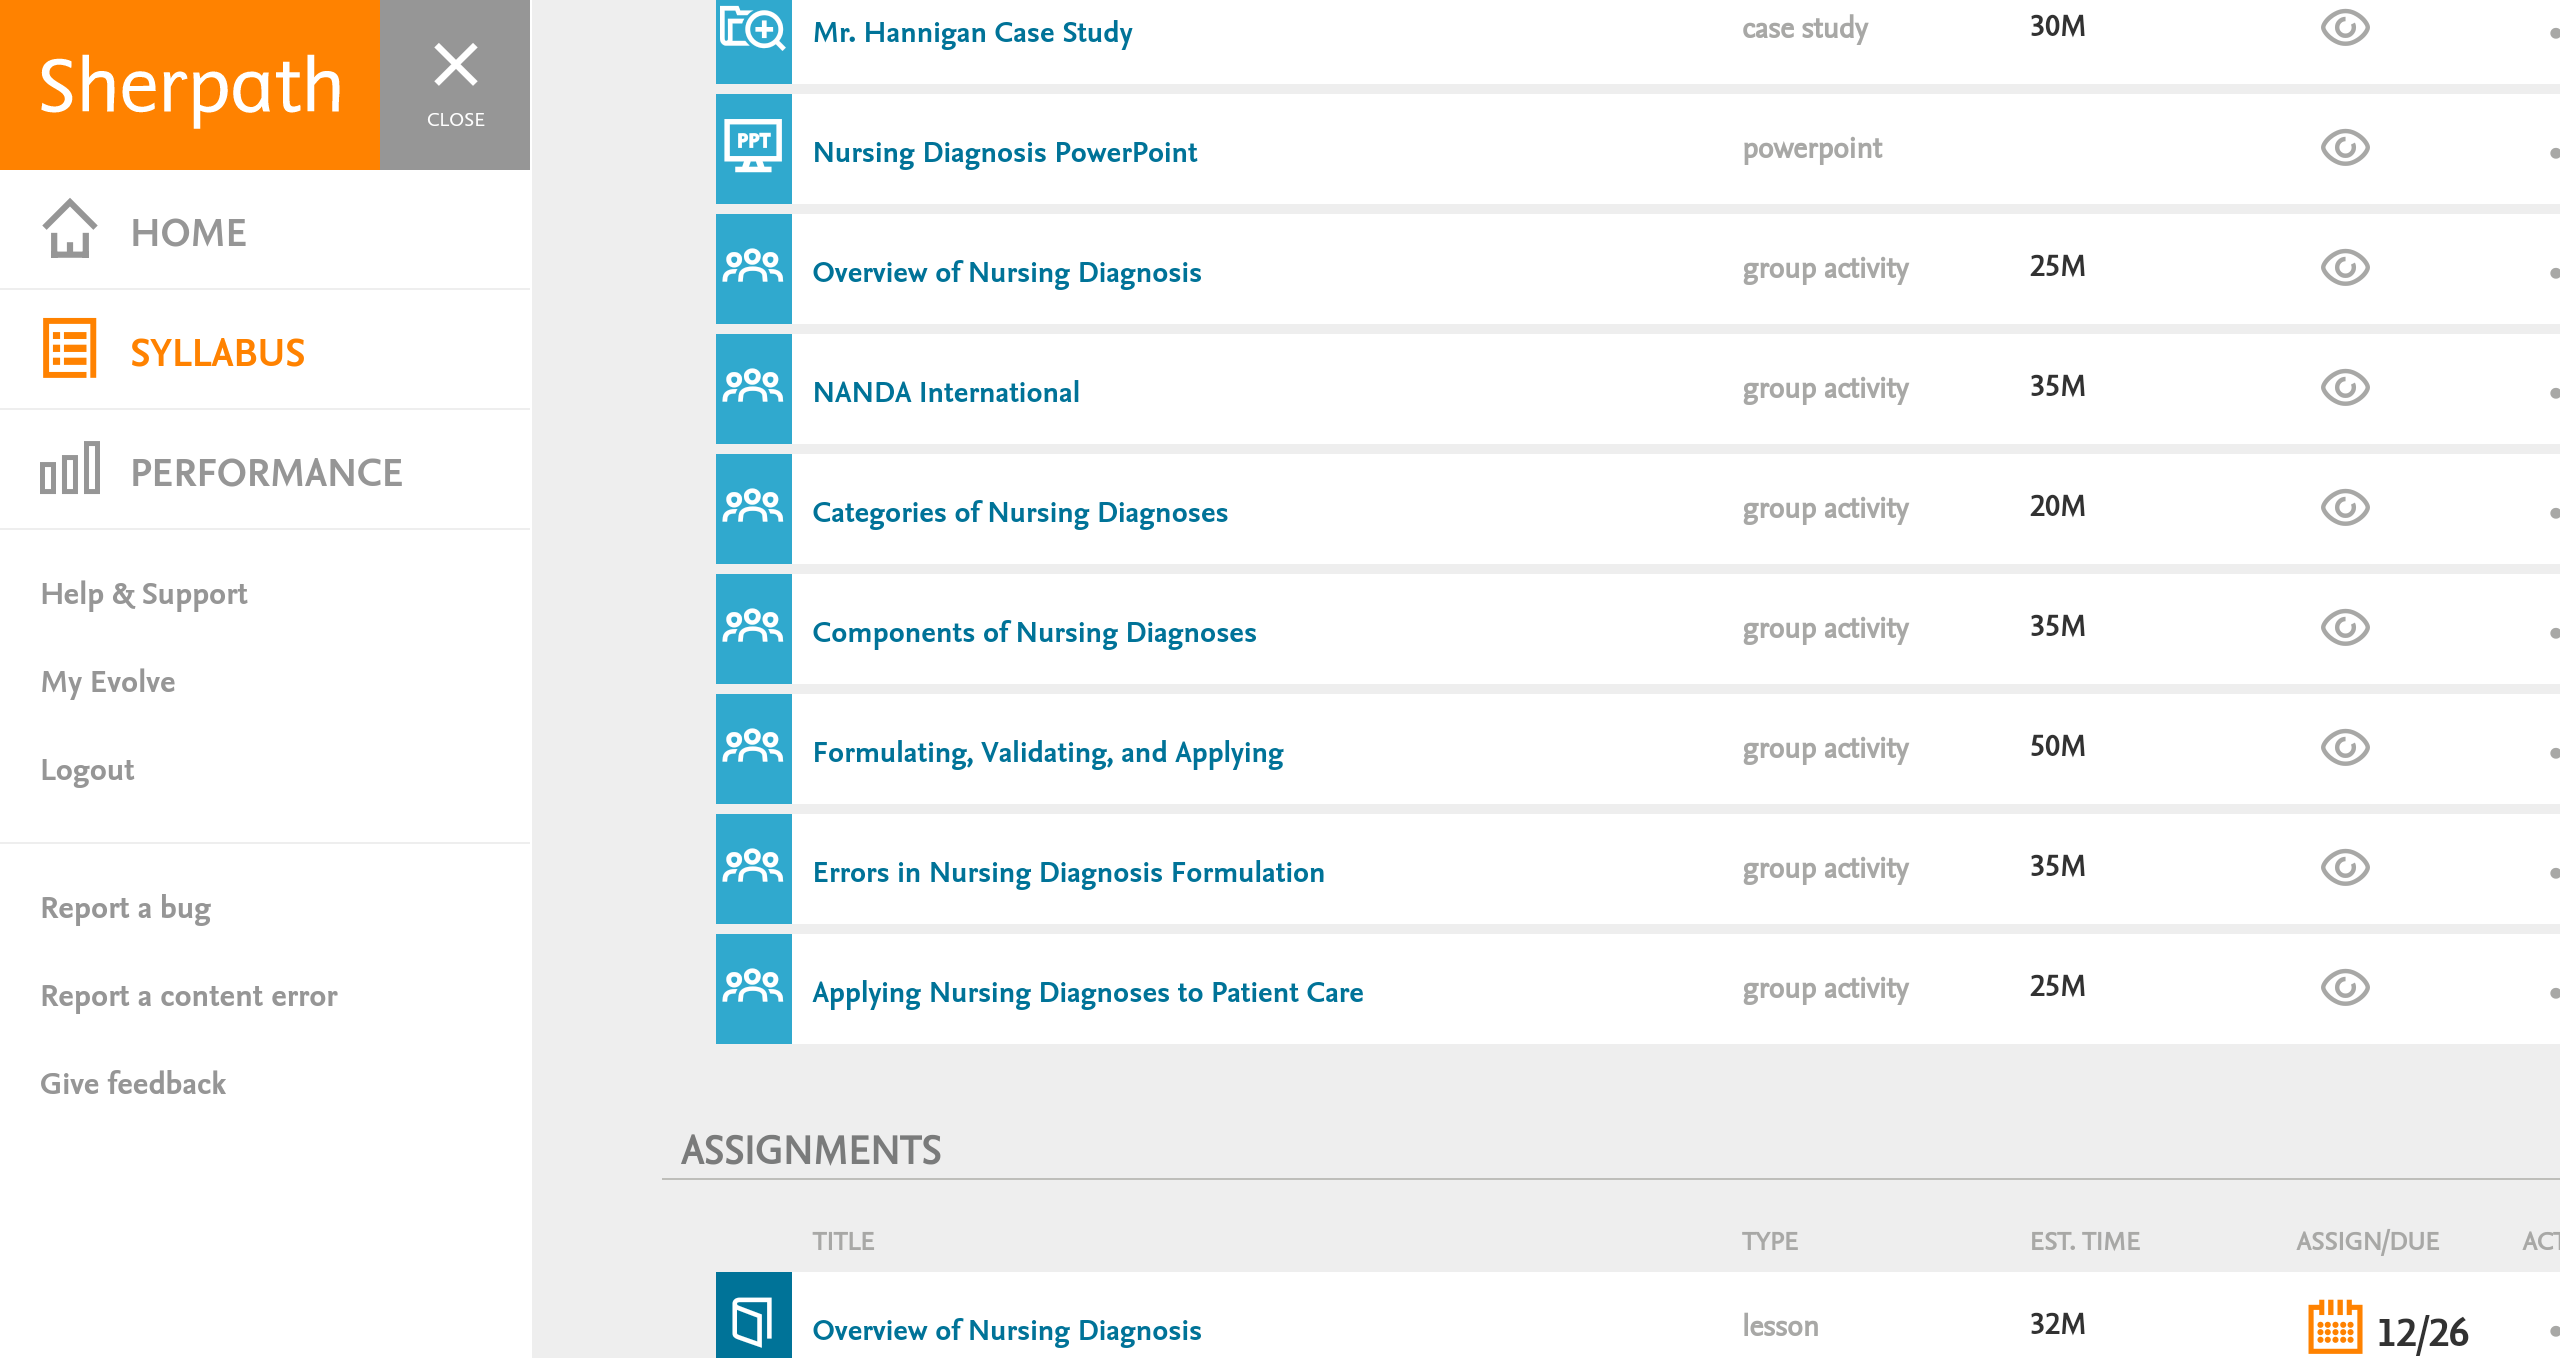 Sherpath
CLOSE
HOME
SYLLABUS
PERFORMANCE
Help & Support
My Evolve
Logout
Report a bug
Report a content error
Give feedback
Mr. Hannigan Case Study case study 30M
PPT Nursing Diagnosis PowerPoint powerpoint
Overview of Nursing Diagnosis group activity 25M
NANDA International group activity 35M
Categories of Nursing Diagnoses group activity 20M
Components of Nursing Diagnoses group activity 35M
Formulating, Validating, and Applying group activity 50M
Errors in Nursing Diagnosis Formulation group activity 35M
Applying Nursing Diagnoses to Patient Care group activity 25M
ASSIGNMENTS
TITLE TYPE EST. TIME ASSIGN/DUE
Overview of Nursing Diagnosis lesson 32M 12/26